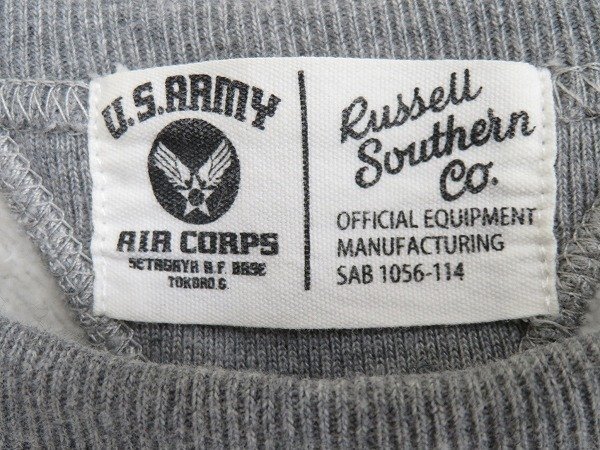 U.S. ARMY
AIR CORPS
SETAGAYA A.F. BASE
TOKORO.G
Russell
Southern
Co.
OFFICIAL EQUIPMENT
MANUFACTURING
SAB 1056-114